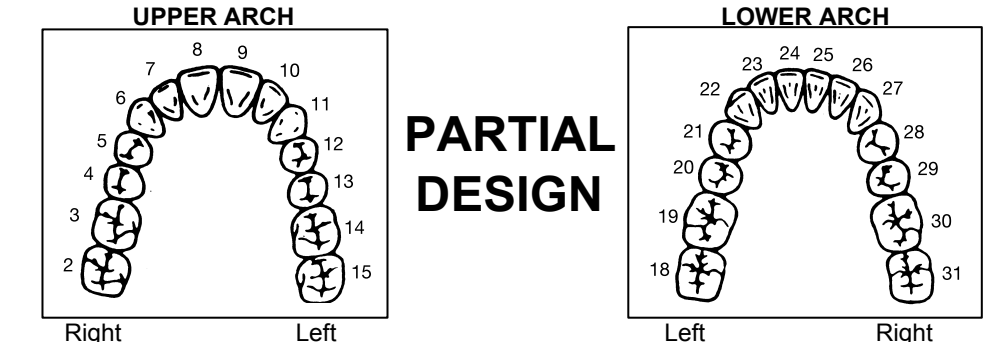 UPPER ARCH
LOWER ARCH
8 9
7 10
6 11
5 12
4 13
3 14
2 15
Right Left
PARTIAL
DESIGN
24 25
23 26
22 27
21 28
20 29
19 30
18 31
Left Right